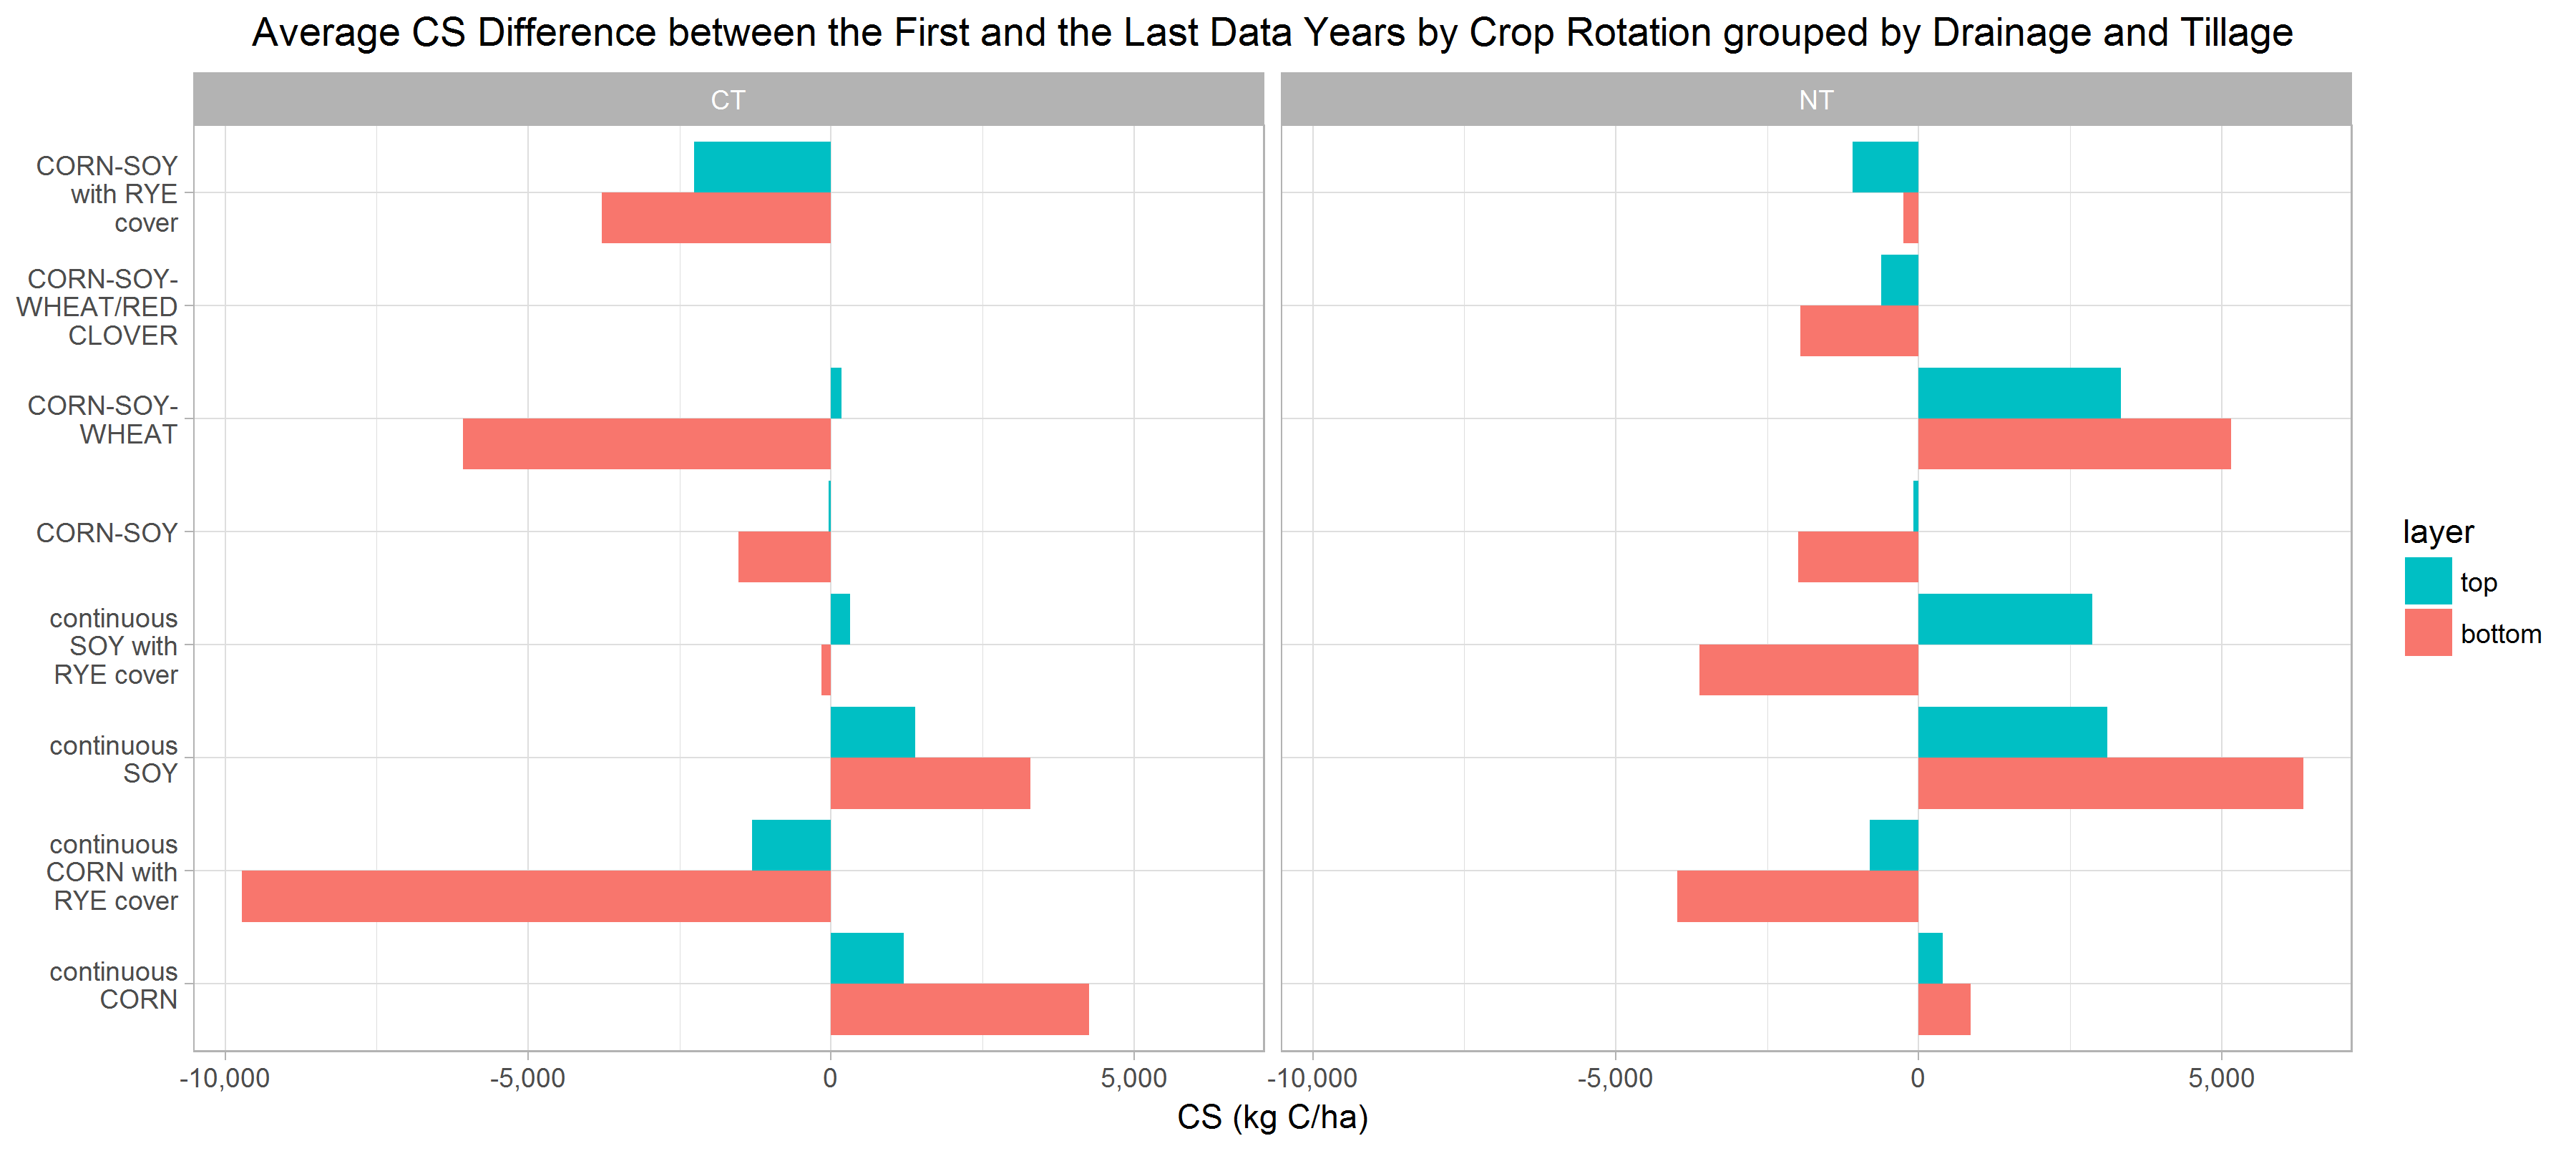 Average CS Difference between the First and the Last Data Years by Crop Rotation grouped by Drainage and Tillage
CT
NT
CORN-SOY
with RYE
cover
CORN-SOY-
WHEAT/RED
CLOVER
CORN-SOY-
WHEAT
CORN-SOY
continuous
SOY with
RYE cover
continuous
SOY
continuous
CORN with
RYE cover
continuous
CORN
-10,000
-5,000
0
5,000
-10,000
-5,000
0
5,000
CS (kg C/ha)
layer
top
bottom